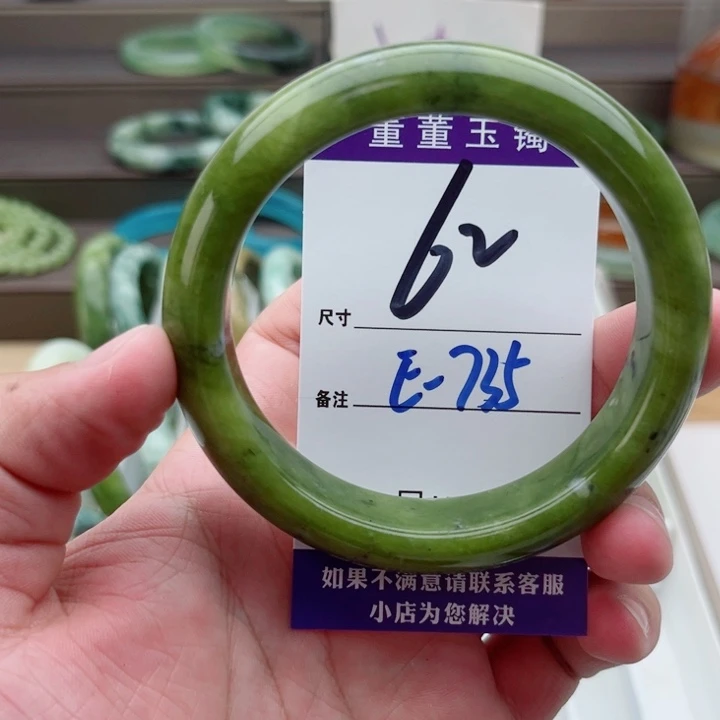 董董玉镯
尺寸 62
备注 E-735
如果不满意请联系客服
小店为您解决